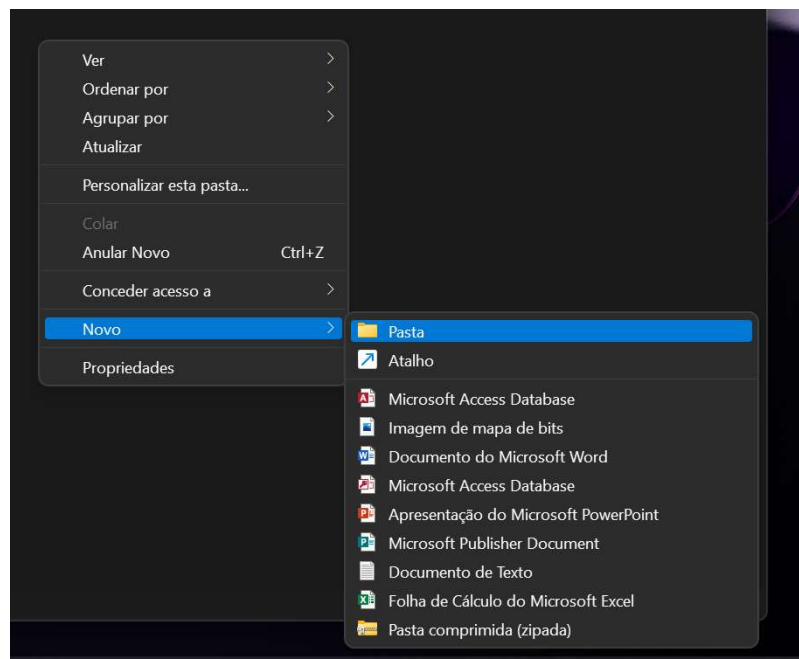 Ver
Ordenar por
Agrupar por
Atualizar
Personalizar esta pasta...
Colar
Anular Novo Ctrl+Z
Conceder acesso a
Novo
Propriedades
Pasta
Atalho
Microsoft Access Database
Imagem de mapa de bits
Documento do Microsoft Word
Microsoft Access Database
Apresentação do Microsoft PowerPoint
Microsoft Publisher Document
Documento de Texto
Folha de Cálculo do Microsoft Excel
Pasta comprimida (zipada)